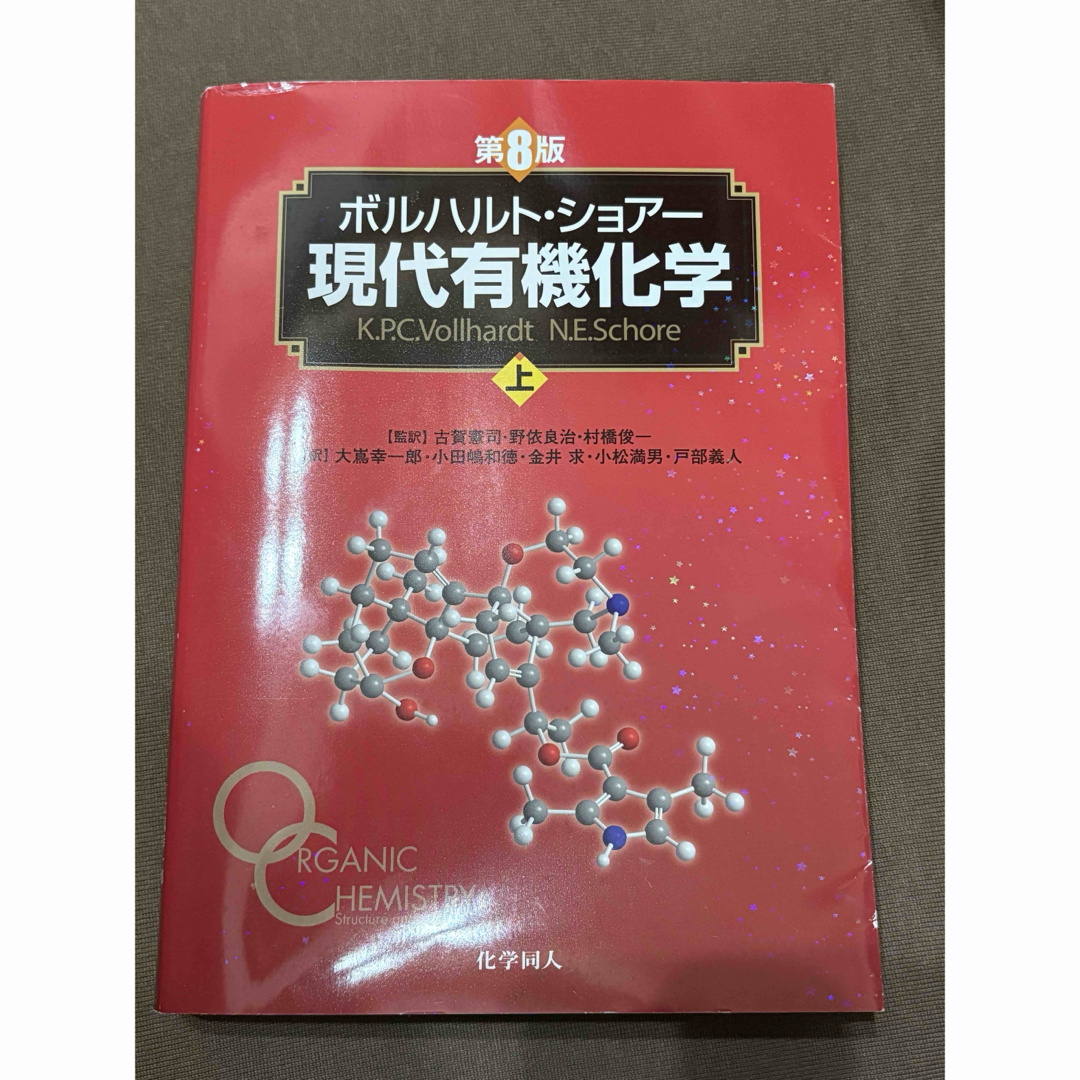 第8版
ボルハルト・ショアー
現代有機化学
K.P.C.Vollhardt N.E.Schore
上
【監訳】古賀憲司・野依良治・村橋俊一
訳】大嶌幸一郎・小田嶋和徳・金井 求・小松満男・戸部義人
ORGANIC
CHEMISTRY
Structure
化学同人